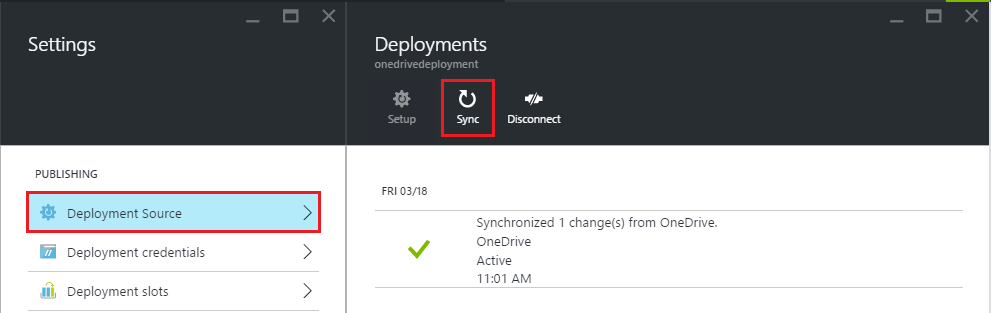 Settings
PUBLISHING
Deployment Source
Deployment credentials
Deployment slots
Deployments
onedrivedeployment
Setup
Sync
Disconnect
FRI 03/18
Synchronized 1 change(s) from OneDrive.
OneDrive
Active
11:01 AM